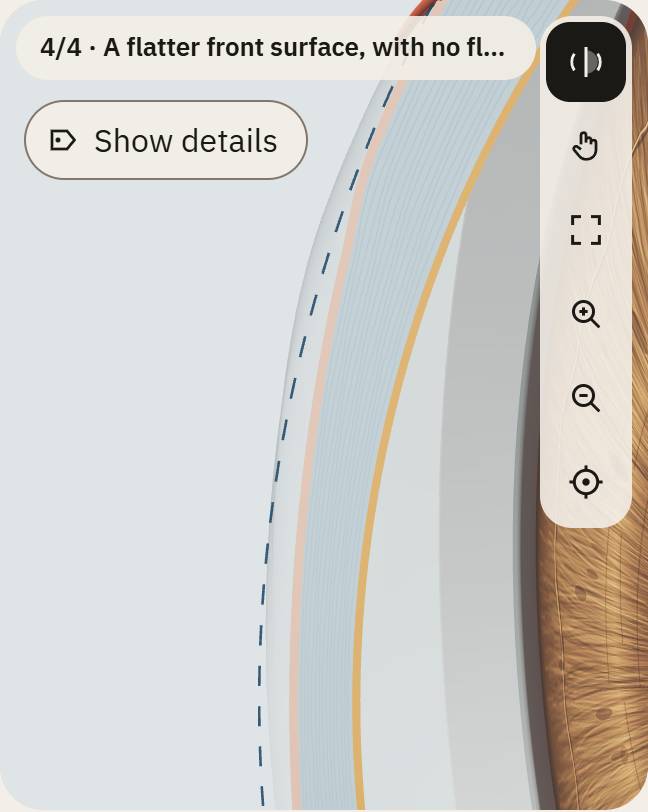 4/4 · A flatter front surface, with no fl...
Show details